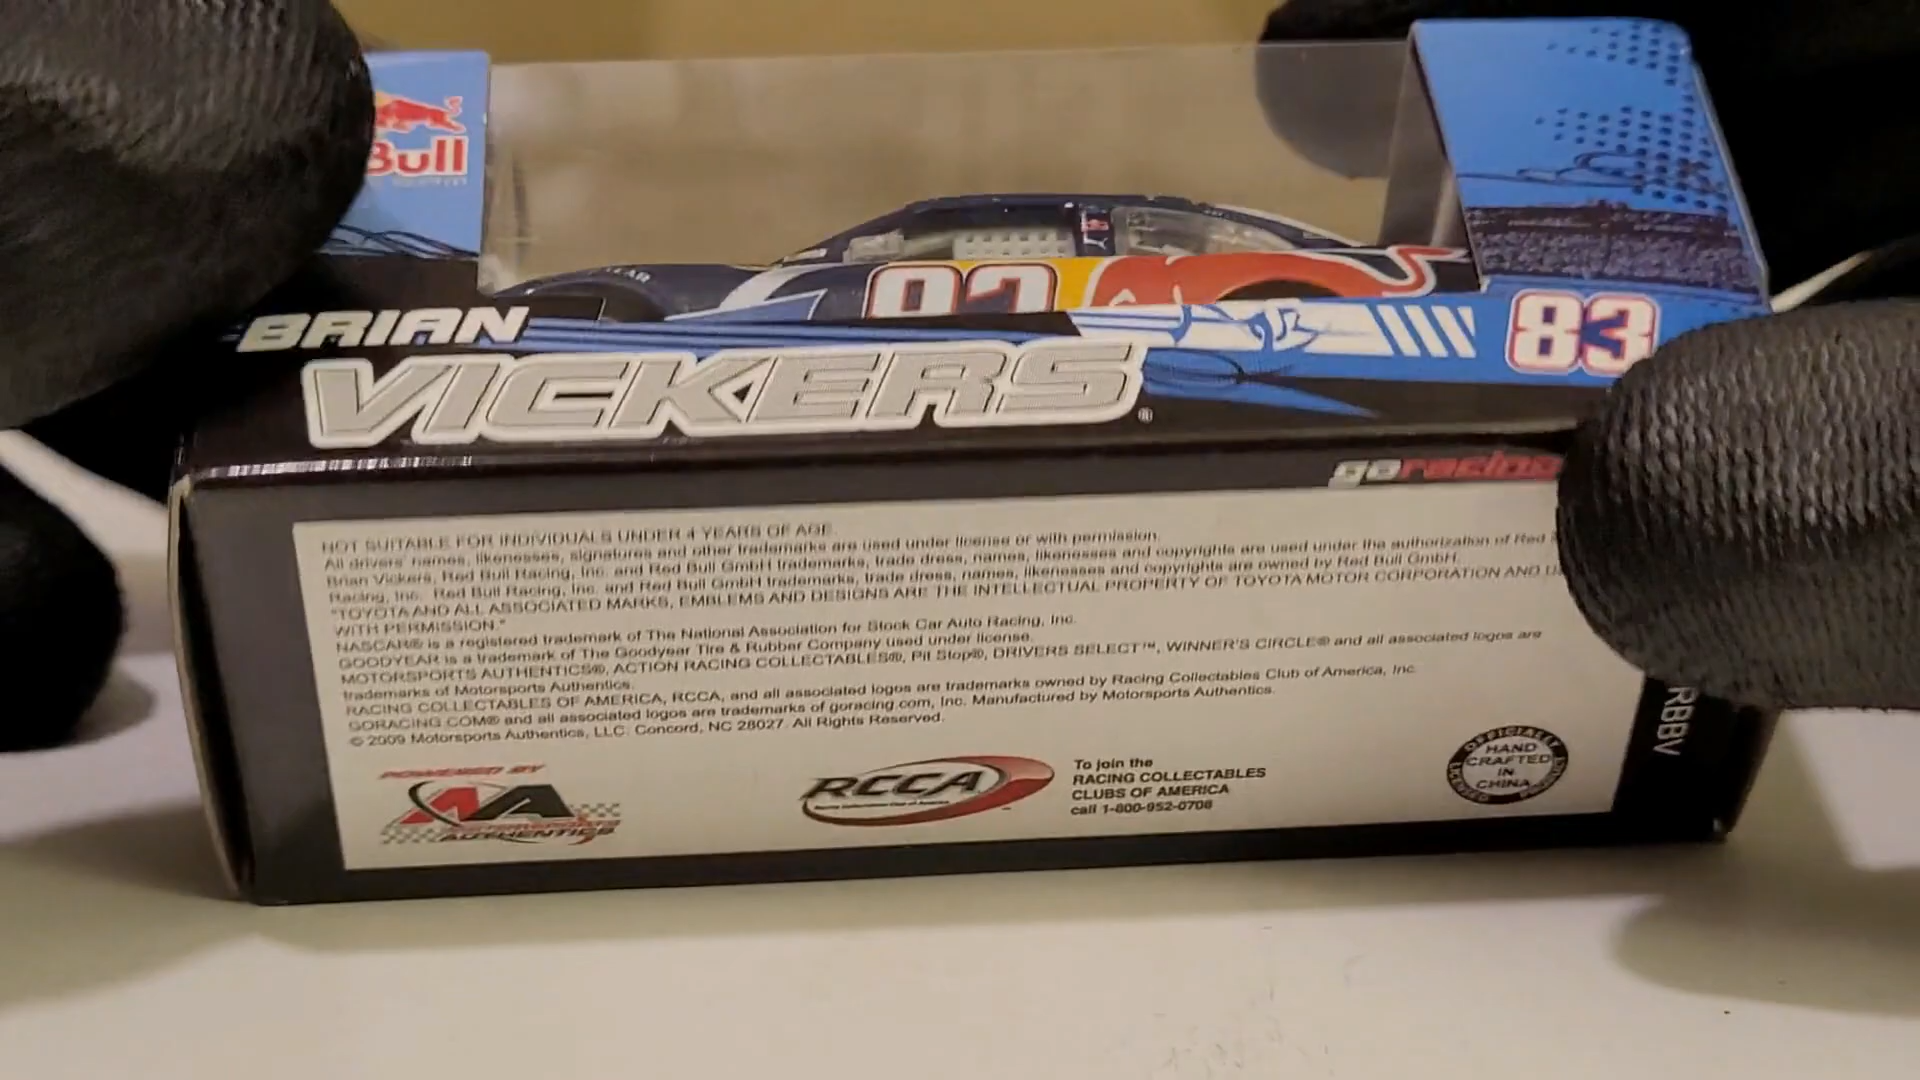 Bull
BRIAN
VICKERS®
83
goracing
NOT SUITABLE FOR INDIVIDUALS UNDER 4 YEARS OF AGE.
All drivers' names, likenesses, signatures and other trademarks are used under license or with permission.
Brian Vickers, Red Bull Racing, Inc. and Red Bull GmbH trademarks, trade dress, names, likenesses and copyrights are used under the authorization of Red
Racing, Inc. Red Bull Racing, Inc. and Red Bull GmbH trademarks, trade dress, names, likenesses and copyrights are owned by Red Bull GmbH.
"TOYOTA AND ALL ASSOCIATED MARKS, EMBLEMS AND DESIGNS ARE THE INTELLECTUAL PROPERTY OF TOYOTA MOTOR CORPORATION AND
WITH PERMISSION."
NASCAR® is a registered trademark of The National Association for Stock Car Auto Racing, Inc.
GOODYEAR is a trademark of The Goodyear Tire & Rubber Company used under license.
MOTORSPORTS AUTHENTICS®, ACTION RACING COLLECTABLES®, Pit Stop®, DRIVERS SELECT™, WINNER'S CIRCLE® and all associated logos are
trademarks of Motorsports Authentics.
RACING COLLECTABLES OF AMERICA, RCCA, and all associated logos are trademarks owned by Racing Collectables Club of America, Inc.
GORACING.COM® and all associated logos are trademarks of goracing.com, Inc. Manufactured by Motorsports Authentics.
© 2009 Motorsports Authentics, LLC. Concord, NC 28027. All Rights Reserved.
POWERED BY
MA
MOTORSPORTS
AUTHENTICS
RCCA
To join the
RACING COLLECTABLES
CLUBS OF AMERICA
call 1-800-952-0708
OFFICIALLY
LICENSED PRODUCT
HAND
CRAFTED
IN
CHINA
RBBV